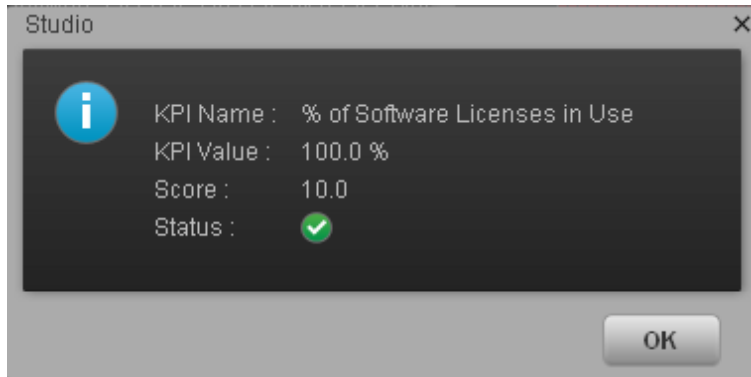 Studio
KPI Name : % of Software Licenses in Use
KPI Value : 100.0 %
Score : 10.0
Status :
OK